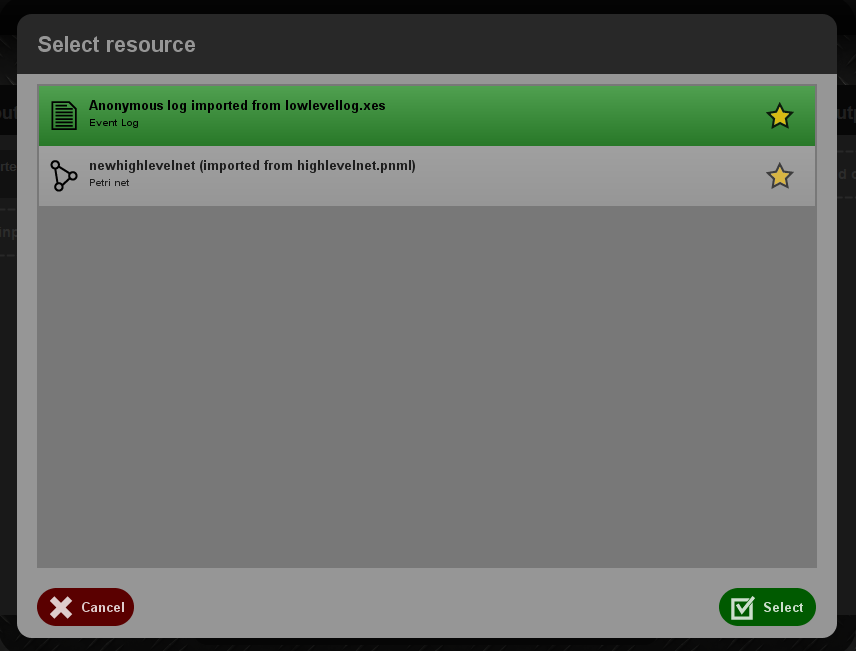 Select resource
Anonymous log imported from lowlevellog.xes
Event Log
newhighlevelnet (imported from highlevelnet.pnml)
Petri net
Cancel
Select